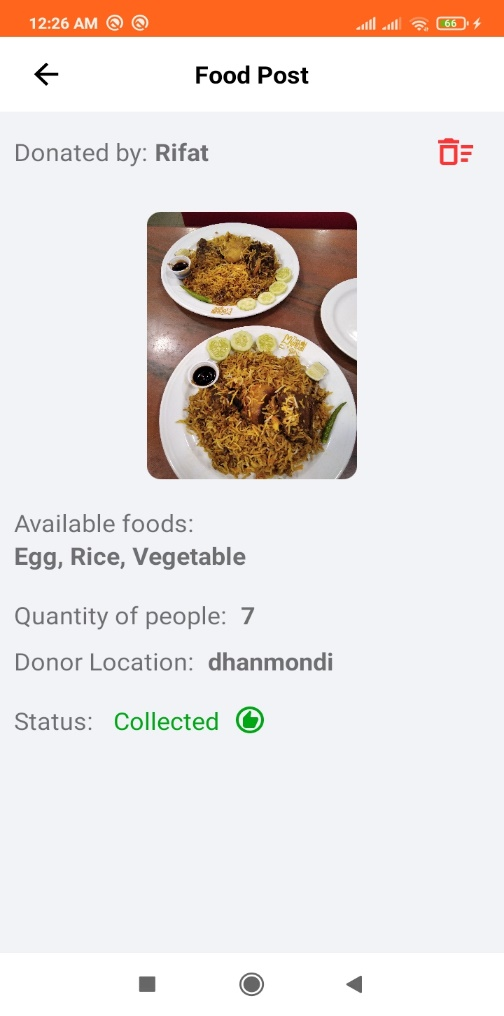 12:26 AM
66
Food Post
Donated by: Rifat
Available foods:
Egg, Rice, Vegetable
Quantity of people: 7
Donor Location: dhanmondi
Status: Collected